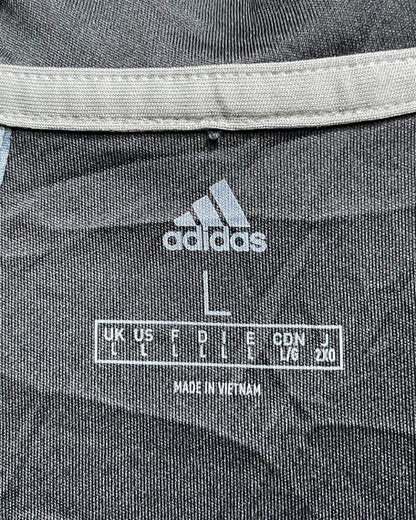 adidas
L
UK US F D I E CDN J
L L L L L L L/G 2XO
MADE IN VIETNAM